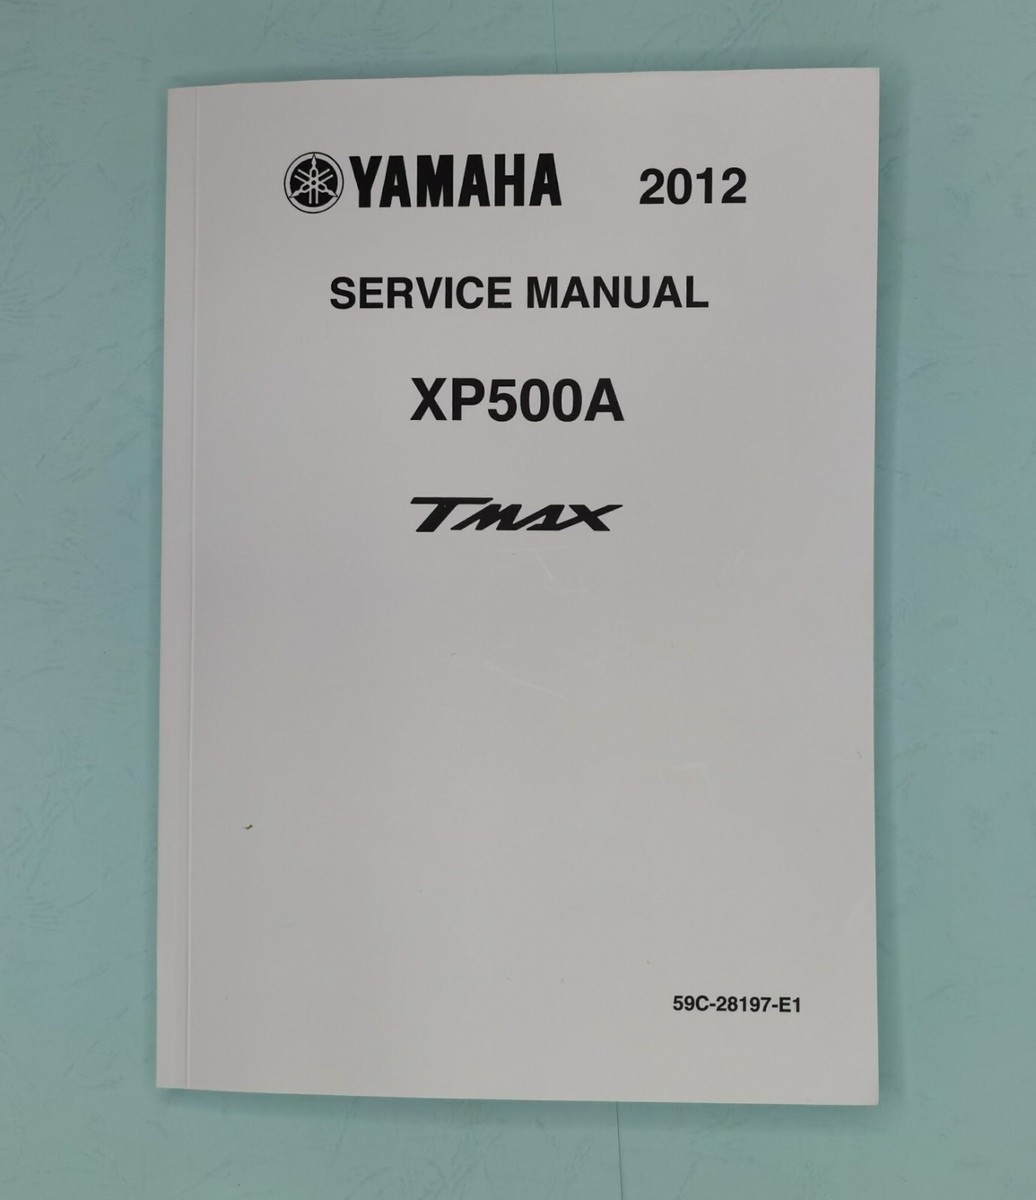 YAMAHA 2012
SERVICE MANUAL
XP500A
TMAX
59C-28197-E1